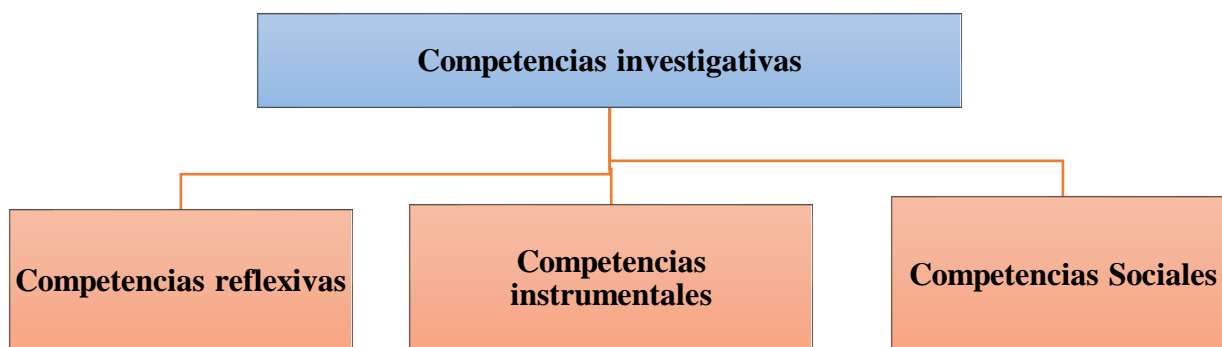 Competencias investigativas
Competencias reflexivas
Competencias
instrumentales
Competencias Sociales